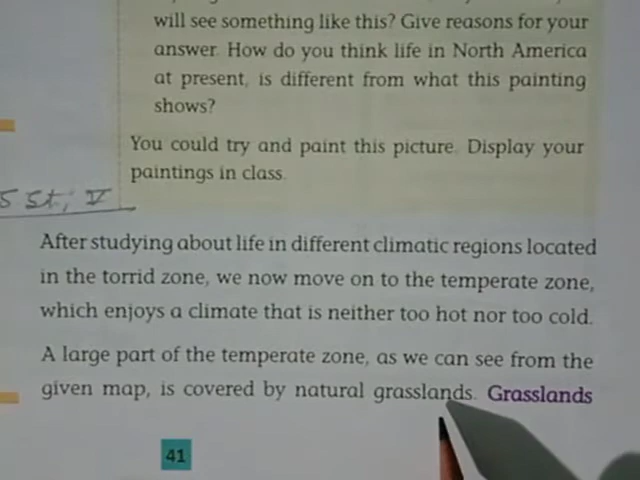 will see something like this? Give reasons for your
answer. How do you think life in North America
at present, is different from what this painting
shows?
You could try and paint this picture. Display your
paintings in class.
5 St, V
After studying about life in different climatic regions located
in the torrid zone, we now move on to the temperate zone,
which enjoys a climate that is neither too hot nor too cold.
A large part of the temperate zone, as we can see from the
given map, is covered by natural grasslands. Grasslands
41